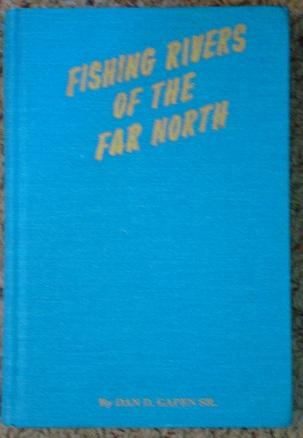 FISHING RIVERS
OF THE
FAR NORTH
By DAN D. GAPEN SR.